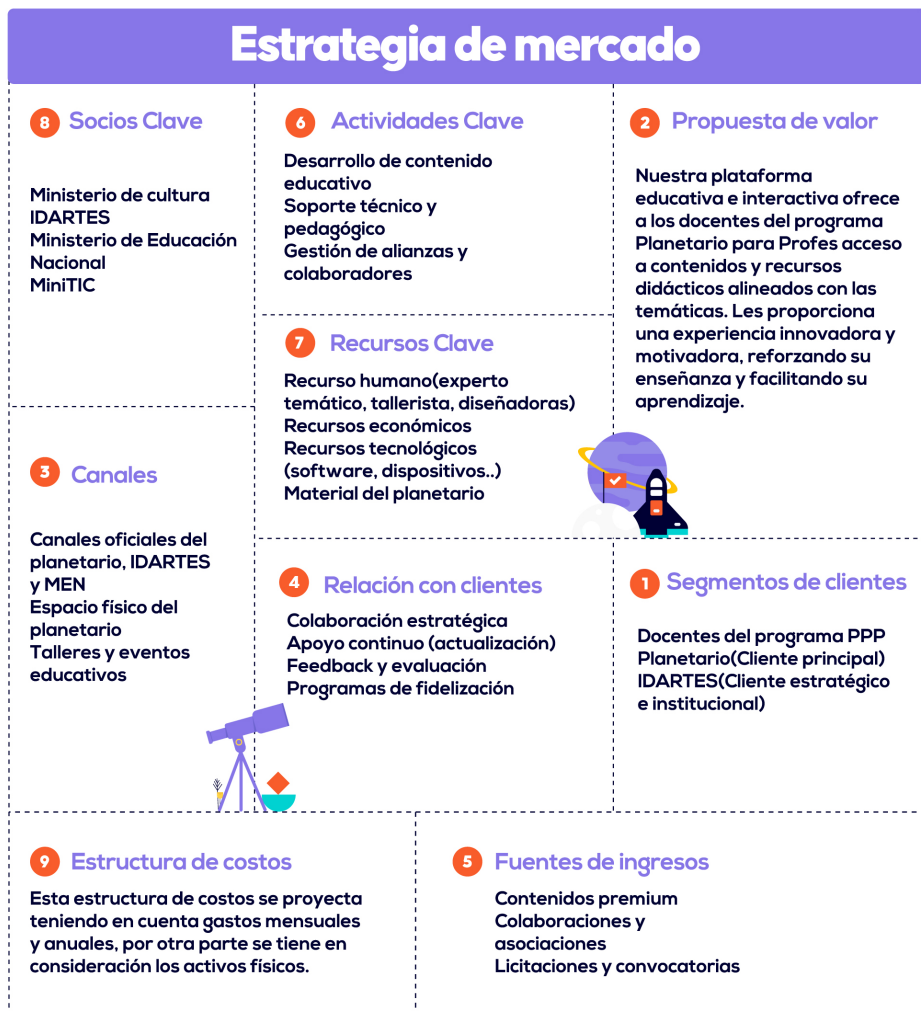 Estrategia de mercado
8 Socios Clave
Ministerio de cultura
IDARTES
Ministerio de Educación
Nacional
MiniTIC
6 Actividades Clave
Desarrollo de contenido
educativo
Soporte técnico y
pedagógico
Gestión de alianzas y
colaboradores
2 Propuesta de valor
Nuestra plataforma
educativa e interactiva ofrece
a los docentes del programa
Planetario para Profes acceso
a contenidos y recursos
didácticos alineados con las
temáticas. Les proporciona
una experiencia innovadora y
motivadora, reforzando su
enseñanza y facilitando su
aprendizaje.
7 Recursos Clave
Recurso humano(experto
temático, tallerista, diseñadoras)
Recursos económicos
Recursos tecnológicos
(software, dispositivos..)
Material del planetario
3 Canales
Canales oficiales del
planetario, IDARTES
y MEN
Espacio físico del
planetario
Talleres y eventos
educativos
4 Relación con clientes
Colaboración estratégica
Apoyo continuo (actualización)
Feedback y evaluación
Programas de fidelización
1 Segmentos de clientes
Docentes del programa PPP
Planetario(Cliente principal)
IDARTES(Cliente estratégico
e institucional)
9 Estructura de costos
Esta estructura de costos se proyecta
teniendo en cuenta gastos mensuales
y anuales, por otra parte se tiene en
consideración los activos físicos.
5 Fuentes de ingresos
Contenidos premium
Colaboraciones y
asociaciones
Licitaciones y convocatorias